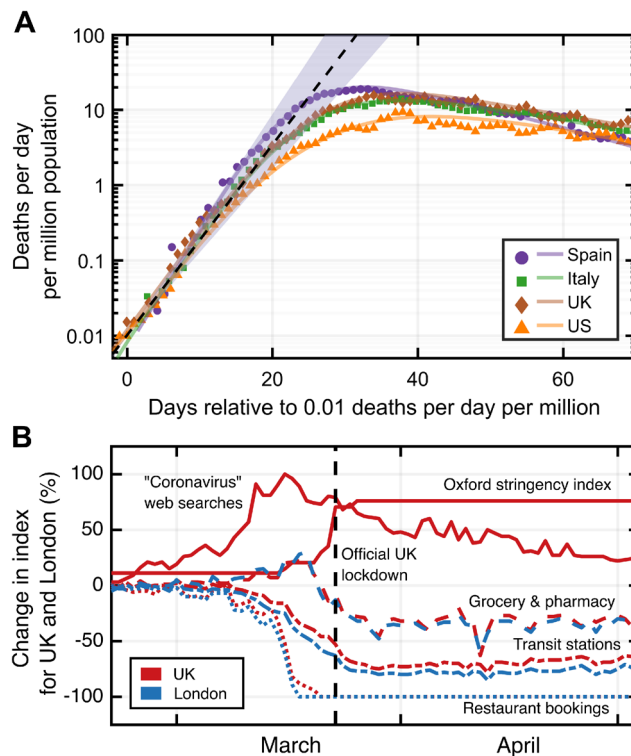 A
Deaths per day
per million population
100
10
1
0.1
0.01
Spain
Italy
UK
US
0
20
40
60
Days relative to 0.01 deaths per day per million
B
Change in index
for UK and London (%)
100
50
0
-50
-100
"Coronavirus"
web searches
Oxford stringency index
Official UK
lockdown
Grocery & pharmacy
Transit stations
Restaurant bookings
UK
London
March
April